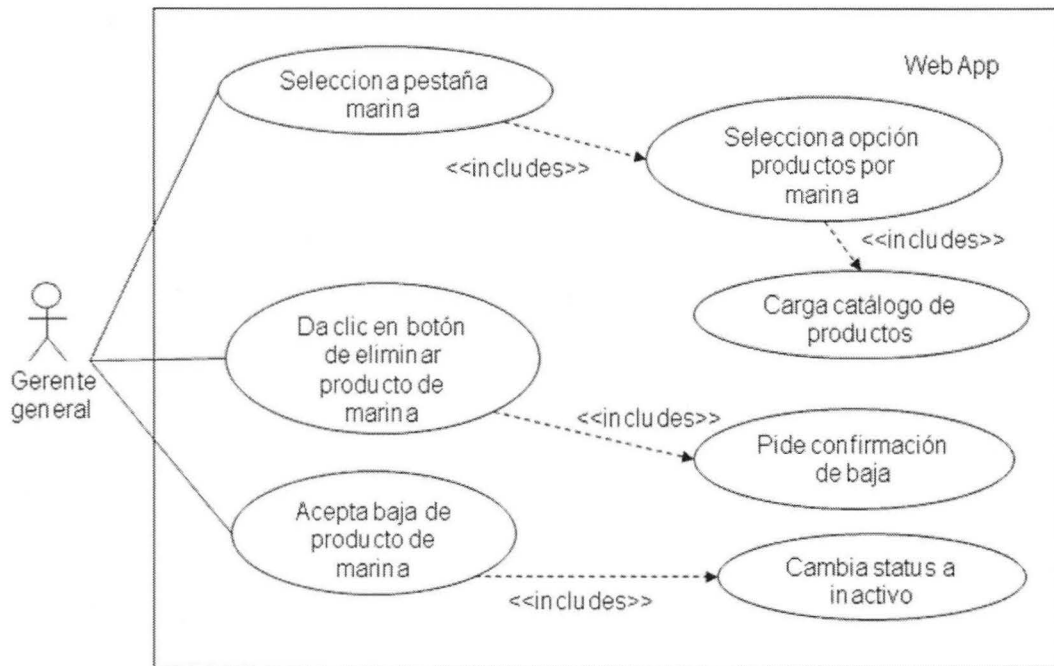 Web App
Selecciona pestaña
marina
Selecciona opción
productos por
marina
<<includes>>
<<includes>>
Carga catálogo de
productos
Da clic en botón
de eliminar
producto de
marina
Gerente
general
<<includes>>
Pide confirmación
de baja
Acepta baja de
producto de
marina
Cambia status a
inactivo
<<includes>>